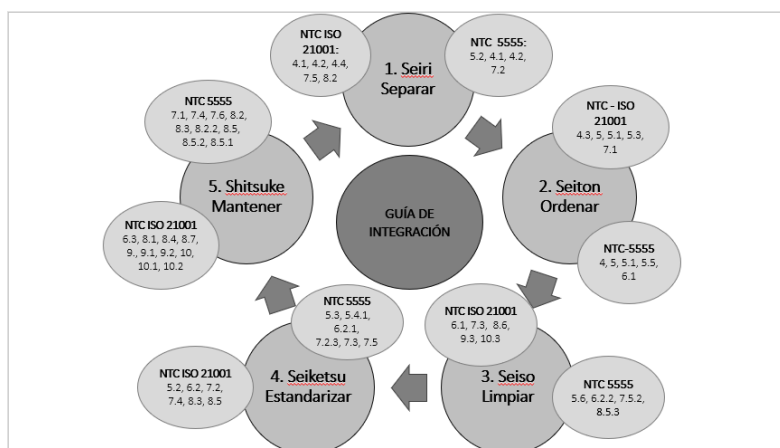 NTC ISO
21001:
4.1, 4.2, 4.4,
7.5, 8.2
1. Seiri
Separar
NTC 5555:
5.2, 4.1, 4.2,
7.2
NTC - ISO
21001
4.3, 5, 5.1, 5.3,
7.1
2. Seiton
Ordenar
NTC-5555
4, 5, 5.1, 5.5,
6.1
NTC ISO 21001
6.1, 7.3, 8.6,
9.3, 10.3
3. Seiso
Limpiar
NTC 5555
5.6, 6.2.2, 7.5.2,
8.5.3
NTC 5555
5.3, 5.4.1,
6.2.1,
7.2.3, 7.3, 7.5
4. Seiketsu
Estandarizar
NTC ISO 21001
5.2, 6.2, 7.2,
7.4, 8.3, 8.5
NTC 5555
7.1, 7.4, 7.6, 8.2,
8.3, 8.2.2, 8.5,
8.5.2, 8.5.1
5. Shitsuke
Mantener
NTC ISO 21001
6.3, 8.1, 8.4, 8.7,
9., 9.1, 9.2, 10,
10.1, 10.2
GUÍA DE
INTEGRACIÓN